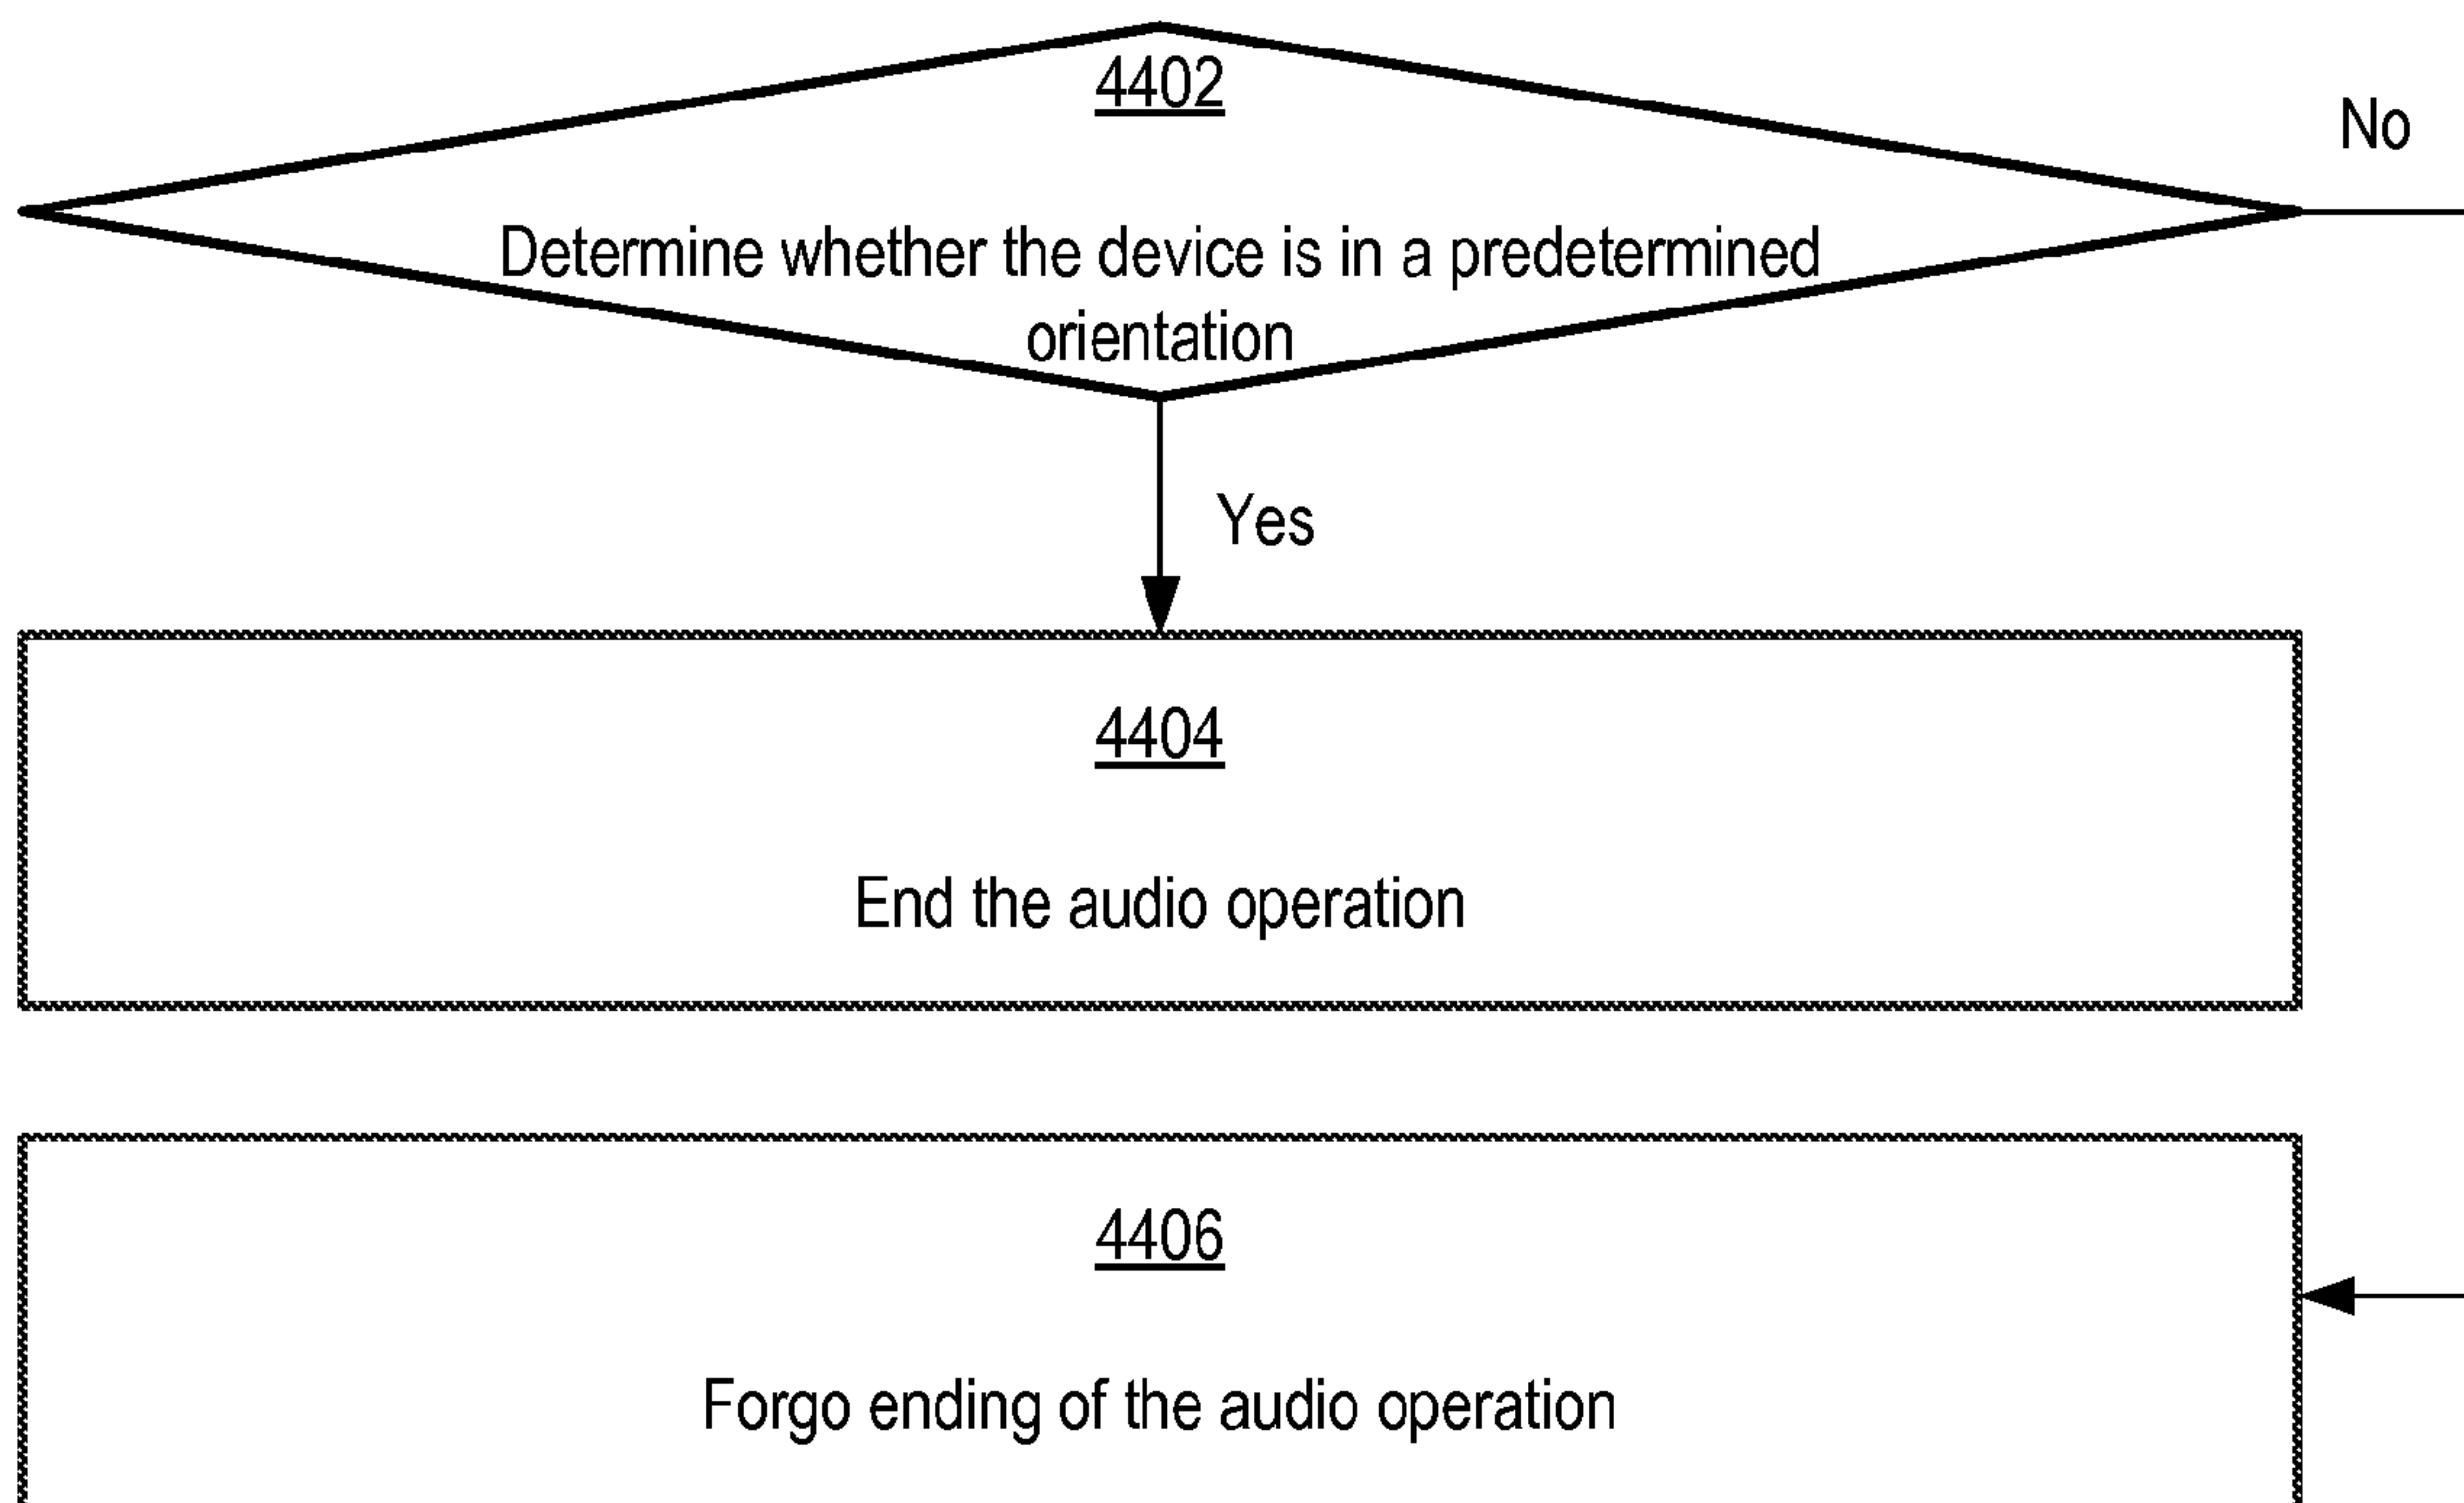 4402
No
Determine whether the device is in a predetermined
orientation
Yes
4404
End the audio operation
4406
Forgo ending of the audio operation